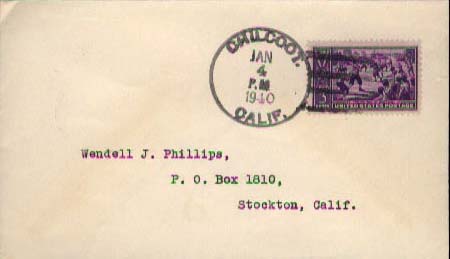 CHILCOOT.
JAN
4
P.M
1940
CALIF.
UNITED STATES POSTAGE
Wendell J. Phillips,
P. O. Box 1810,
Stockton, Calif.